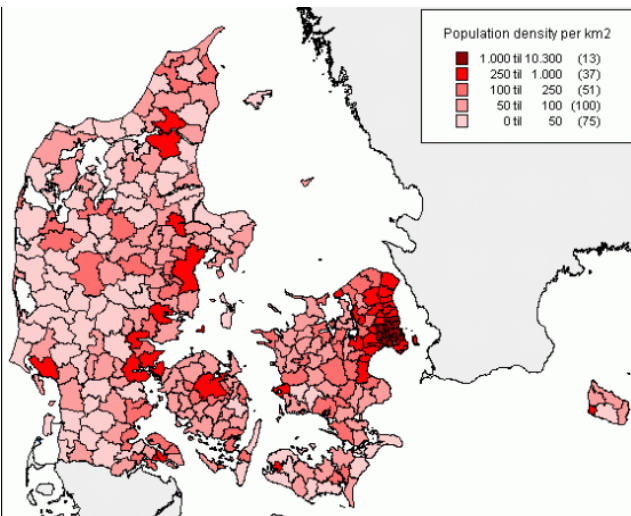 Population density per km2
1.000 til 10.300 (13)
250 til 1.000 (37)
100 til 250 (51)
50 til 100 (100)
0 til 50 (75)